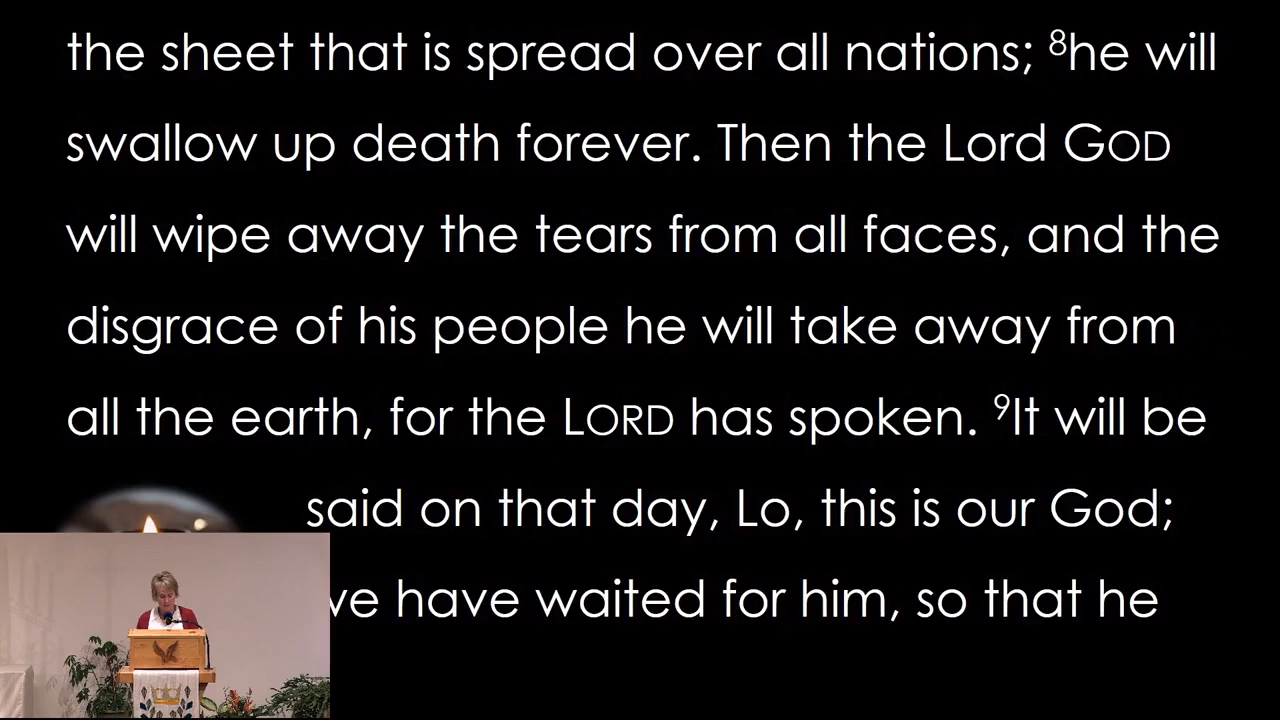 the sheet that is spread over all nations; ⁸he will
swallow up death forever. Then the Lord GOD
will wipe away the tears from all faces, and the
disgrace of his people he will take away from
all the earth, for the LORD has spoken. ⁹It will be
said on that day, Lo, this is our God;
have waited for him, so that he